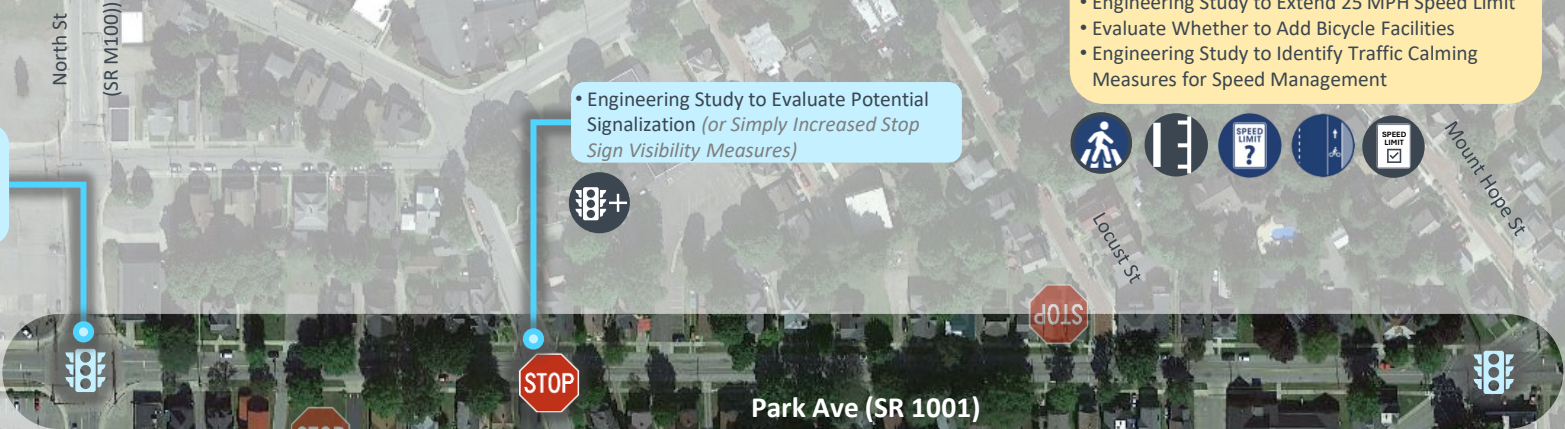 • Engineering Study to Extend 25 MPH Speed Limit
• Evaluate Whether to Add Bicycle Facilities
• Engineering Study to Identify Traffic Calming
Measures for Speed Management
North St
(SR M100))
• Engineering Study to Evaluate Potential
Signalization (or Simply Increased Stop
Sign Visibility Measures)
SPEED
LIMIT
?
SPEED
LIMIT
+
Mount Hope St
Locust St
STOP
STOP
Park Ave (SR 1001)
STOP